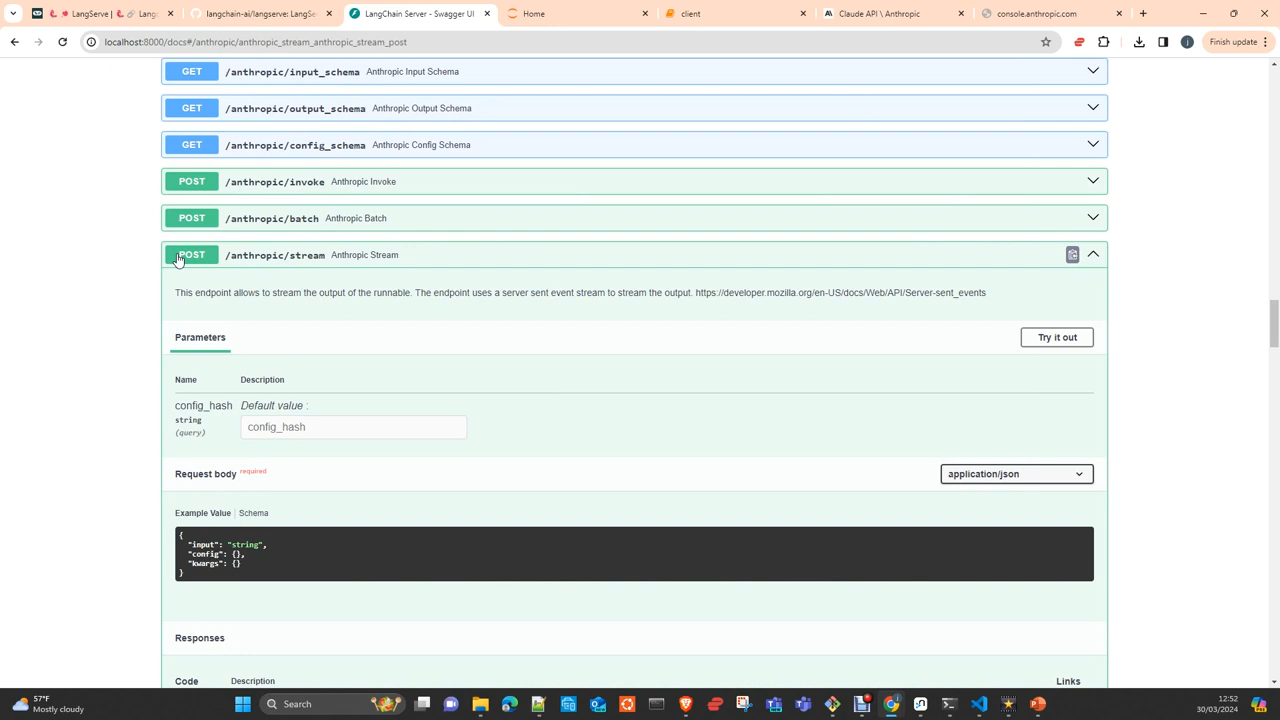 LangServe | 🔗 Langs
langchain-ai/langserve: LangSe
LangChain Server - Swagger UI
Home
client
Claude API \ Anthropic
console.anthropic.com
localhost:8000/docs#/anthropic/anthropic_stream_anthropic_stream_post
Finish update
GET /anthropic/input_schema Anthropic Input Schema
GET /anthropic/output_schema Anthropic Output Schema
GET /anthropic/config_schema Anthropic Config Schema
POST /anthropic/invoke Anthropic Invoke
POST /anthropic/batch Anthropic Batch
POST /anthropic/stream Anthropic Stream
This endpoint allows to stream the output of the runnable. The endpoint uses a server sent event stream to stream the output. https://developer.mozilla.org/en-US/docs/Web/API/Server-sent_events
Parameters
Try it out
Name Description
config_hash Default value :
string
(query)
config_hash
Request body required
application/json
Example Value | Schema
{
"input": "string",
"config": {},
"kwargs": {}
}
Responses
Code Description Links
57°F
Mostly cloudy
Search
12:52
30/03/2024